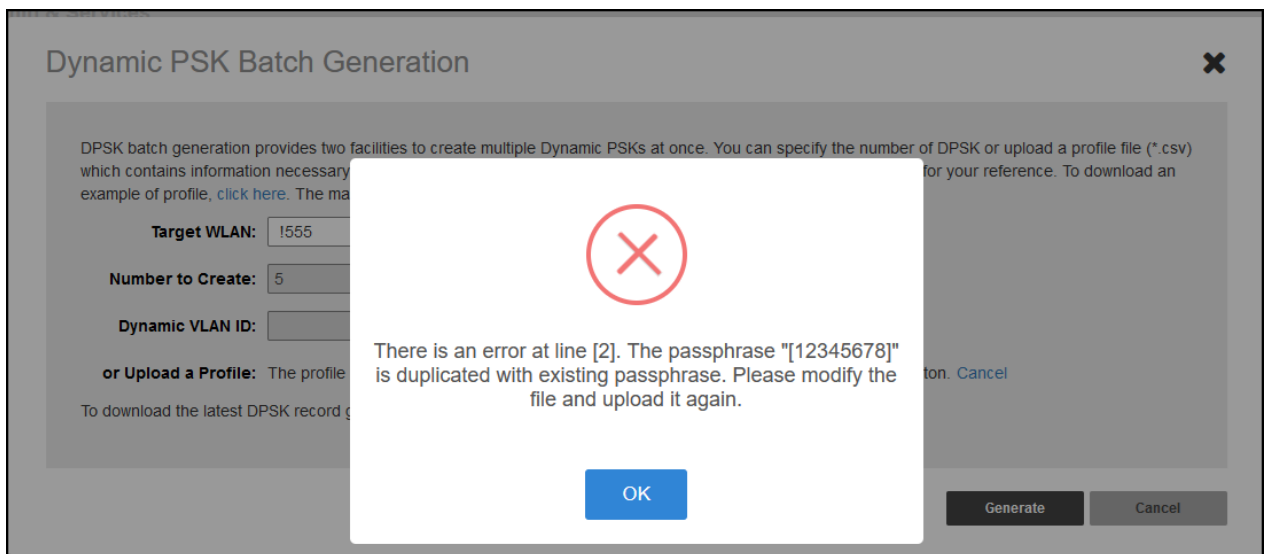 & Services
Dynamic PSK Batch Generation
DPSK batch generation provides two facilities to create multiple Dynamic PSKs at once. You can specify the number of DPSK or upload a profile file (*.csv)
which contains information necessary for your reference. To download an
example of profile, click here. The ma
Target WLAN: !555
Number to Create: 5
Dynamic VLAN ID:
or Upload a Profile: The profile ton. Cancel
To download the latest DPSK record g
There is an error at line [2]. The passphrase "[12345678]"
is duplicated with existing passphrase. Please modify the
file and upload it again.
OK
Generate Cancel